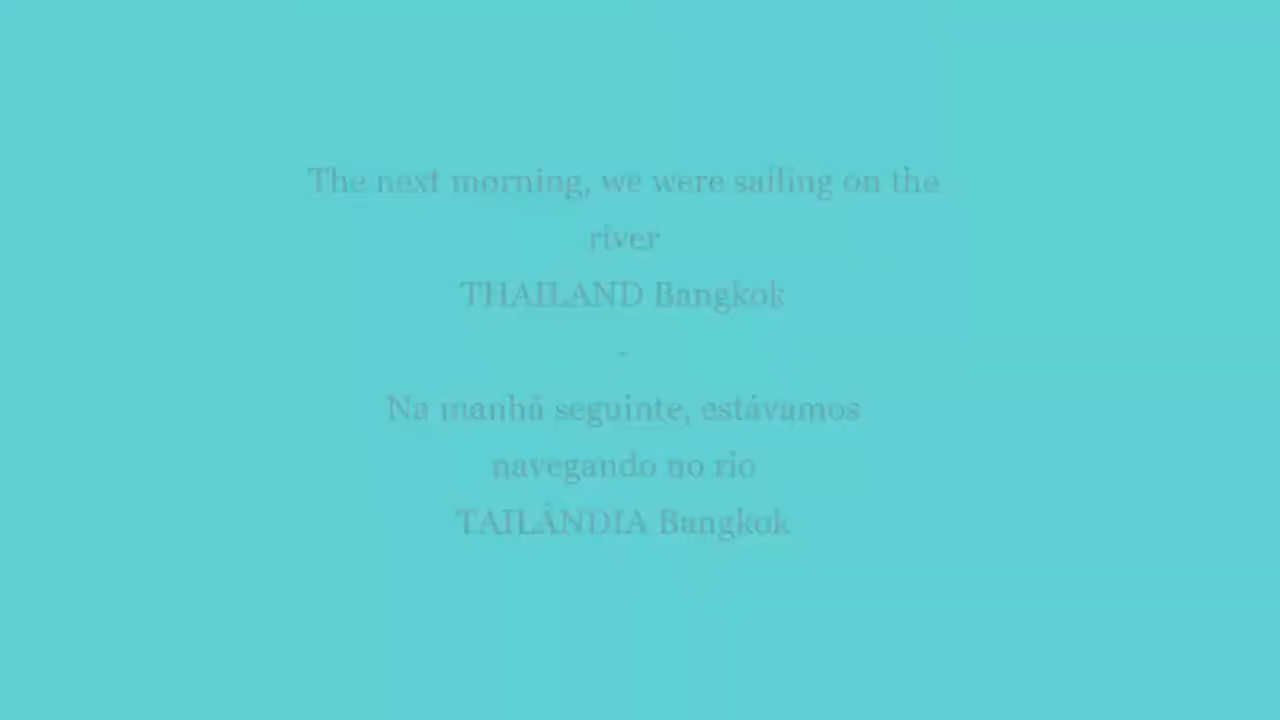 The next morning, we were sailing on the
river
THAILAND Bangkok
-
Na manhã seguinte, estávamos
navegando no rio
TAILÂNDIA Bangkok